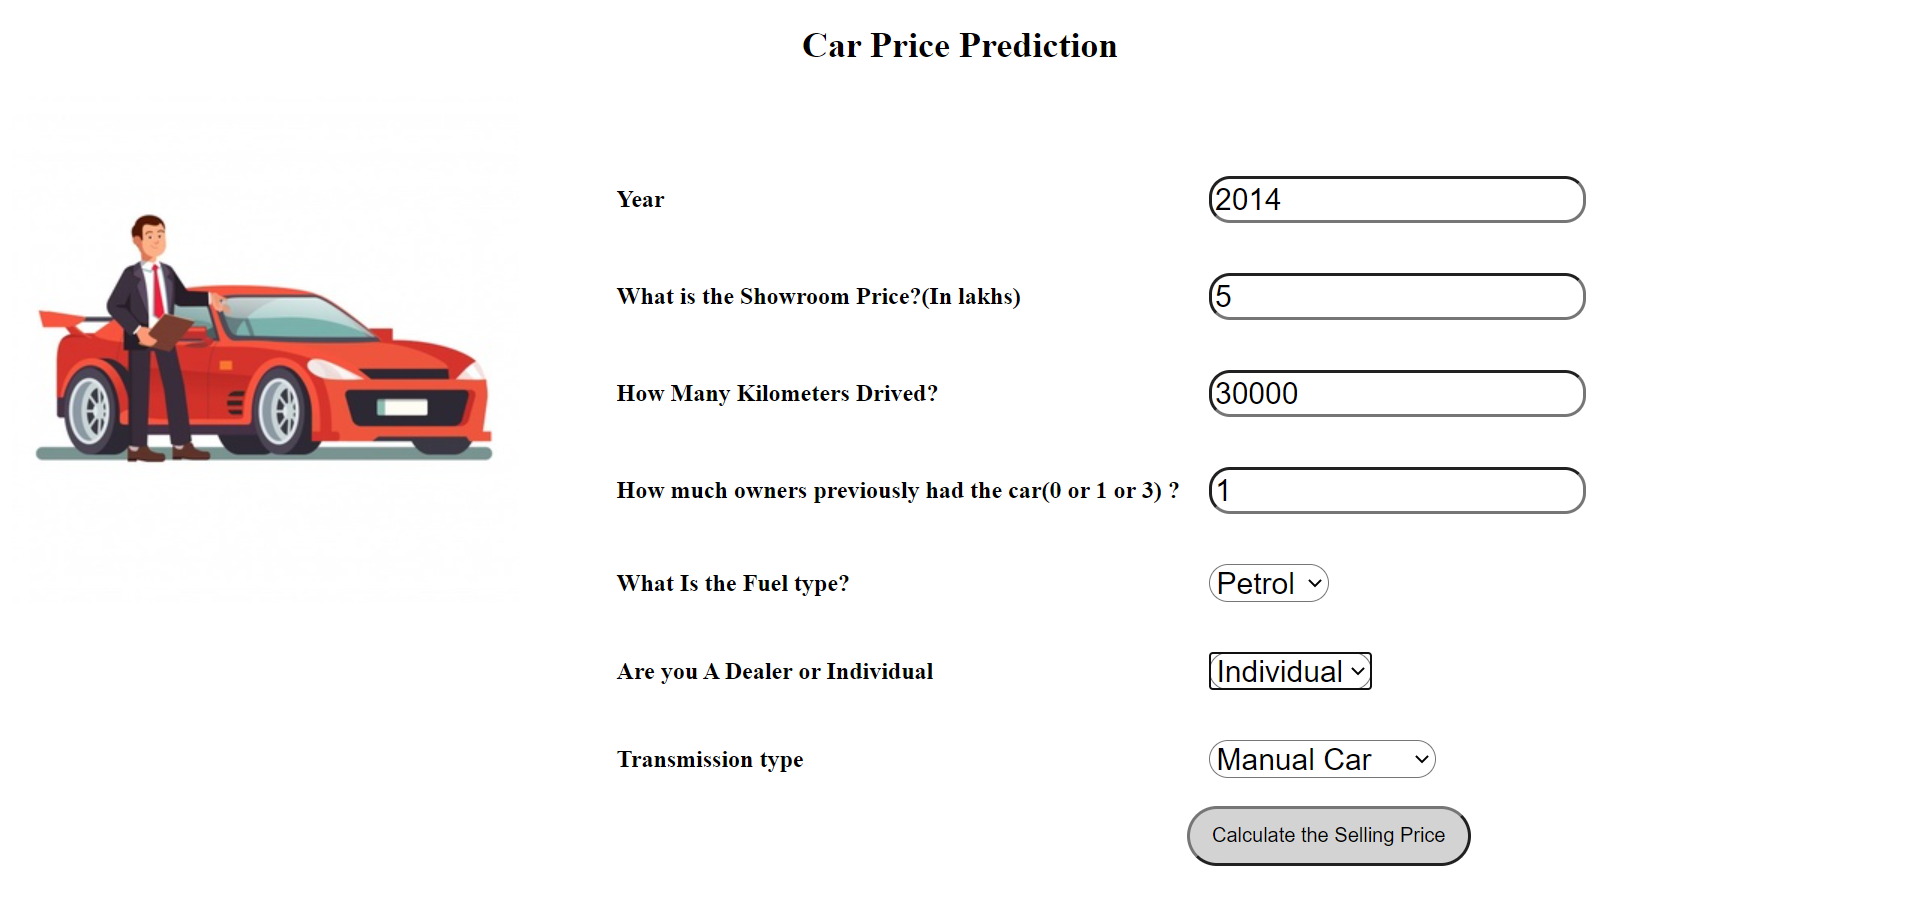 Car Price Prediction
Year 2014
What is the Showroom Price?(In lakhs) 5
How Many Kilometers Drived? 30000
How much owners previously had the car(0 or 1 or 3) ? 1
What Is the Fuel type? Petrol
Are you A Dealer or Individual Individual
Transmission type Manual Car
Calculate the Selling Price